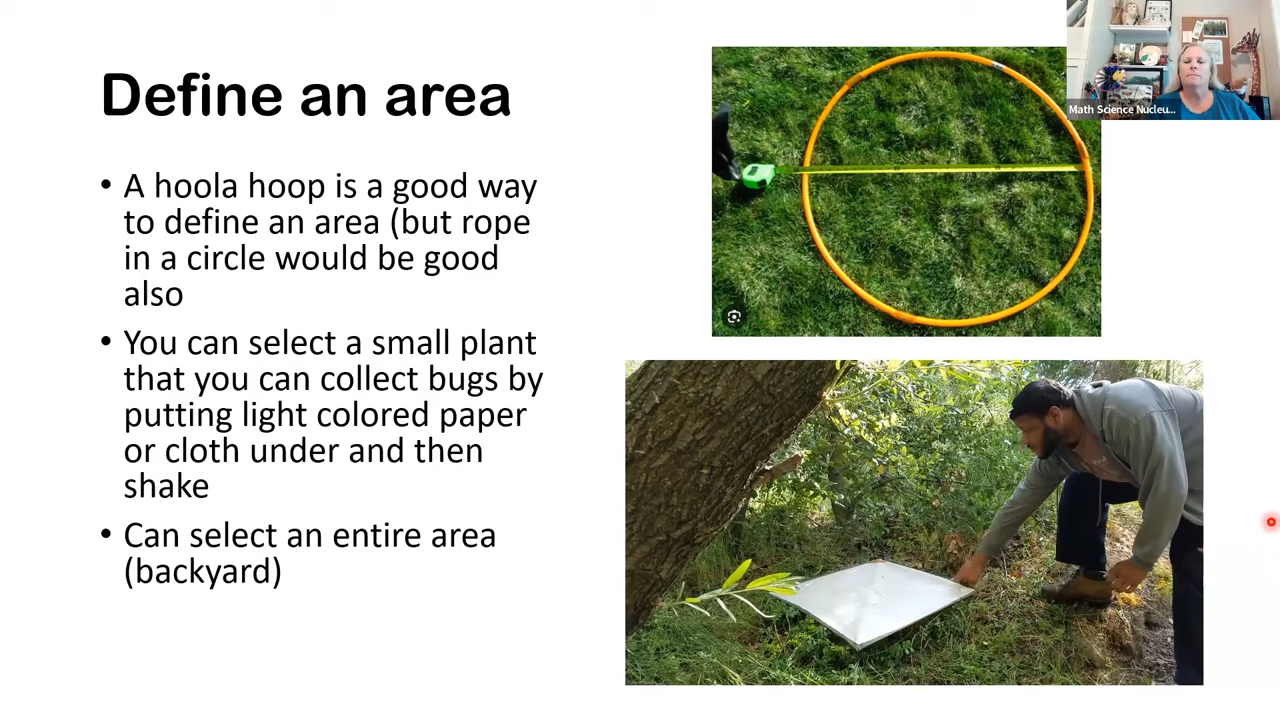 Define an area
• A hoola hoop is a good way
to define an area (but rope
in a circle would be good
also
• You can select a small plant
that you can collect bugs by
putting light colored paper
or cloth under and then
shake
• Can select an entire area
(backyard)
Math Science Nucleu...